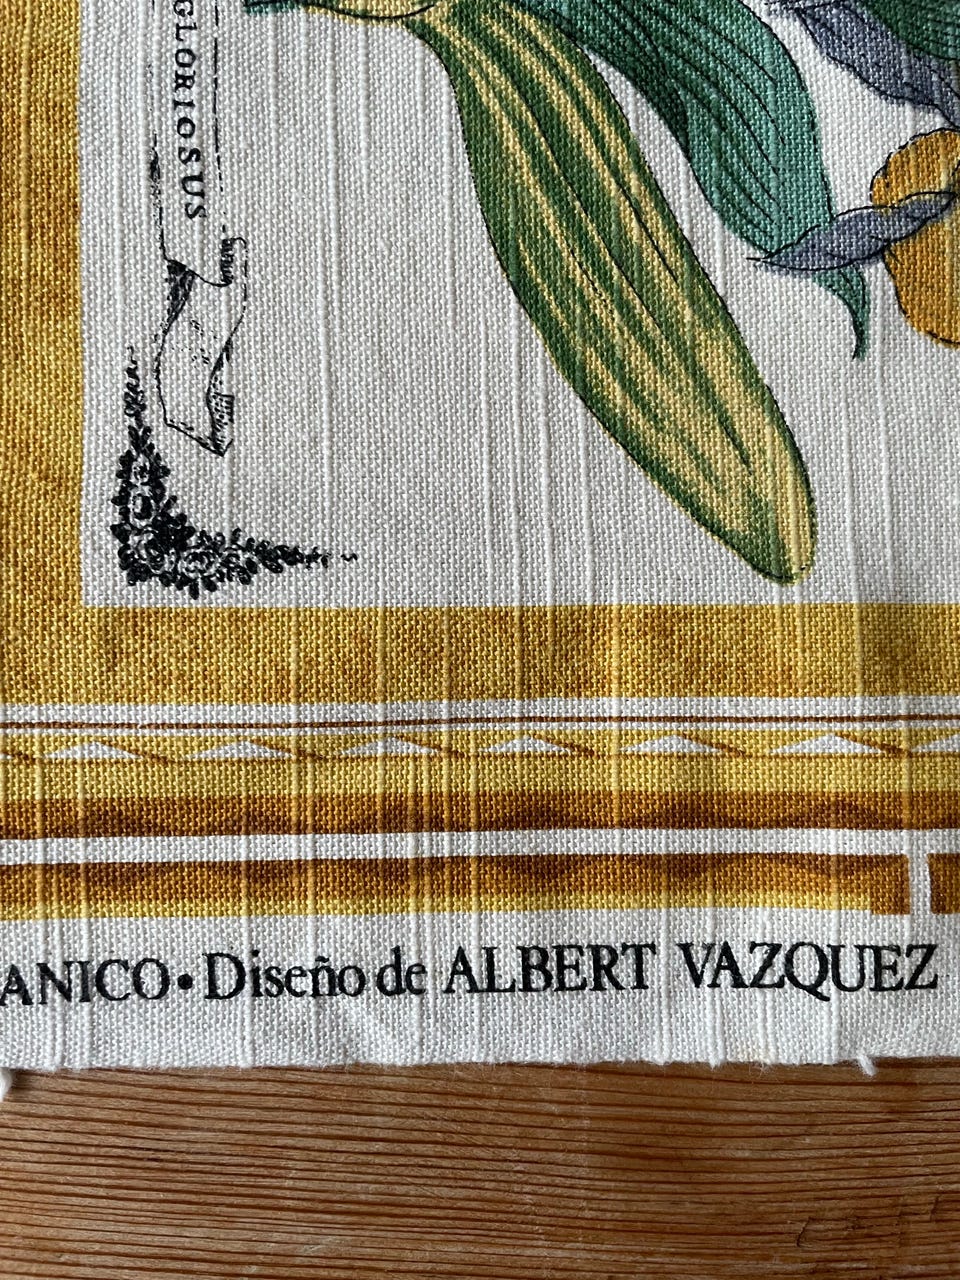 GLORIOSUS
ANICO • Diseño de ALBERT VAZQUEZ